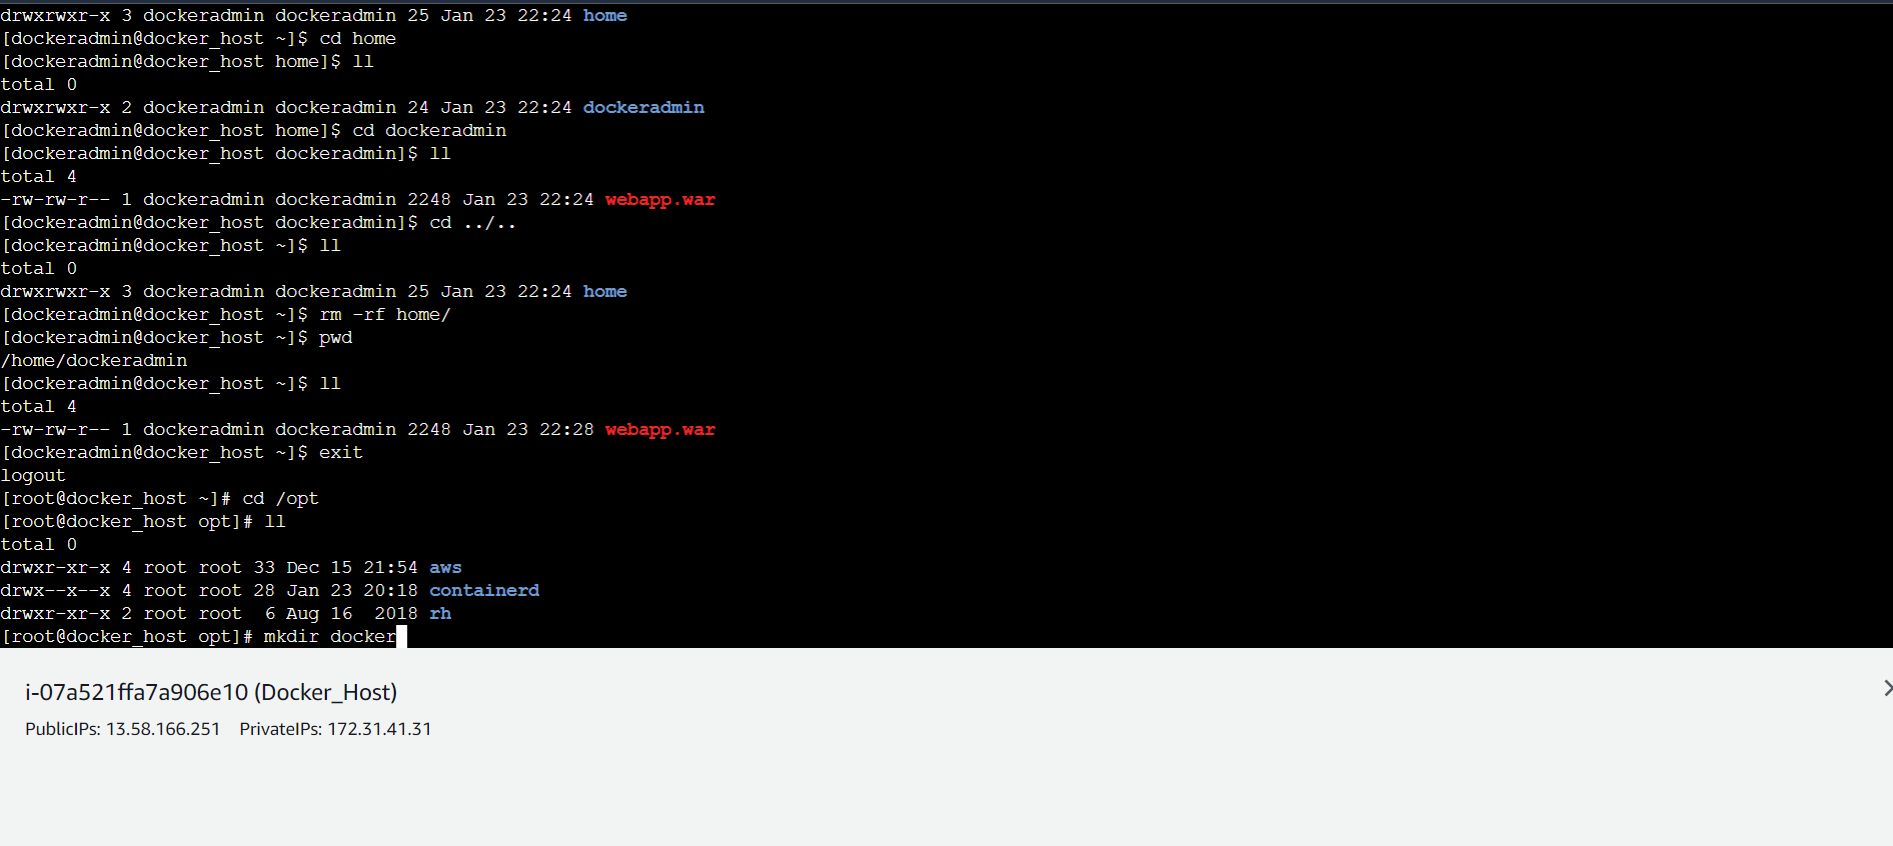 drwxrwxr-x 3 dockeradmin dockeradmin 25 Jan 23 22:24 home
[dockeradmin@docker_host ~]$ cd home
[dockeradmin@docker_host home]$ ll
total 0
drwxrwxr-x 2 dockeradmin dockeradmin 24 Jan 23 22:24 dockeradmin
[dockeradmin@docker_host home]$ cd dockeradmin
[dockeradmin@docker_host dockeradmin]$ ll
total 4
-rw-rw-r-- 1 dockeradmin dockeradmin 2248 Jan 23 22:24 webapp.war
[dockeradmin@docker_host dockeradmin]$ cd ../..
[dockeradmin@docker_host ~]$ ll
total 0
drwxrwxr-x 3 dockeradmin dockeradmin 25 Jan 23 22:24 home
[dockeradmin@docker_host ~]$ rm -rf home/
[dockeradmin@docker_host ~]$ pwd
/home/dockeradmin
[dockeradmin@docker_host ~]$ ll
total 4
-rw-rw-r-- 1 dockeradmin dockeradmin 2248 Jan 23 22:28 webapp.war
[dockeradmin@docker_host ~]$ exit
logout
[root@docker_host ~]# cd /opt
[root@docker_host opt]# ll
total 0
drwxr-xr-x 4 root root 33 Dec 15 21:54 aws
drwx--x--x 4 root root 28 Jan 23 20:18 containerd
drwxr-xr-x 2 root root  6 Aug 16  2018 rh
[root@docker_host opt]# mkdir docker
i-07a521ffa7a906e10 (Docker_Host)
PublicIPs: 13.58.166.251 PrivateIPs: 172.31.41.31